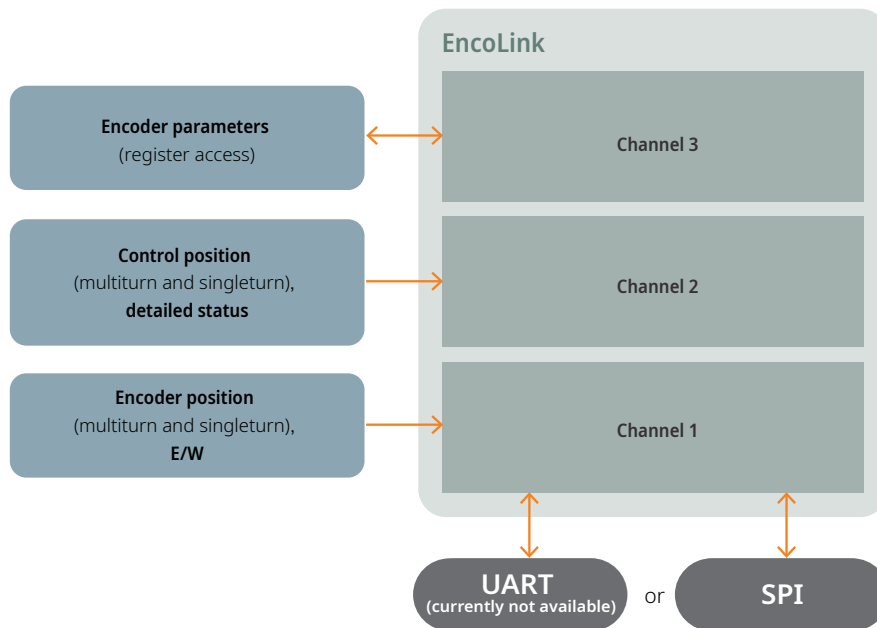 EncoLink
Encoder parameters
(register access)
Channel 3
Control position
(multiturn and singleturn),
detailed status
Channel 2
Encoder position
(multiturn and singleturn),
E/W
Channel 1
UART
(currently not available)
or
SPI